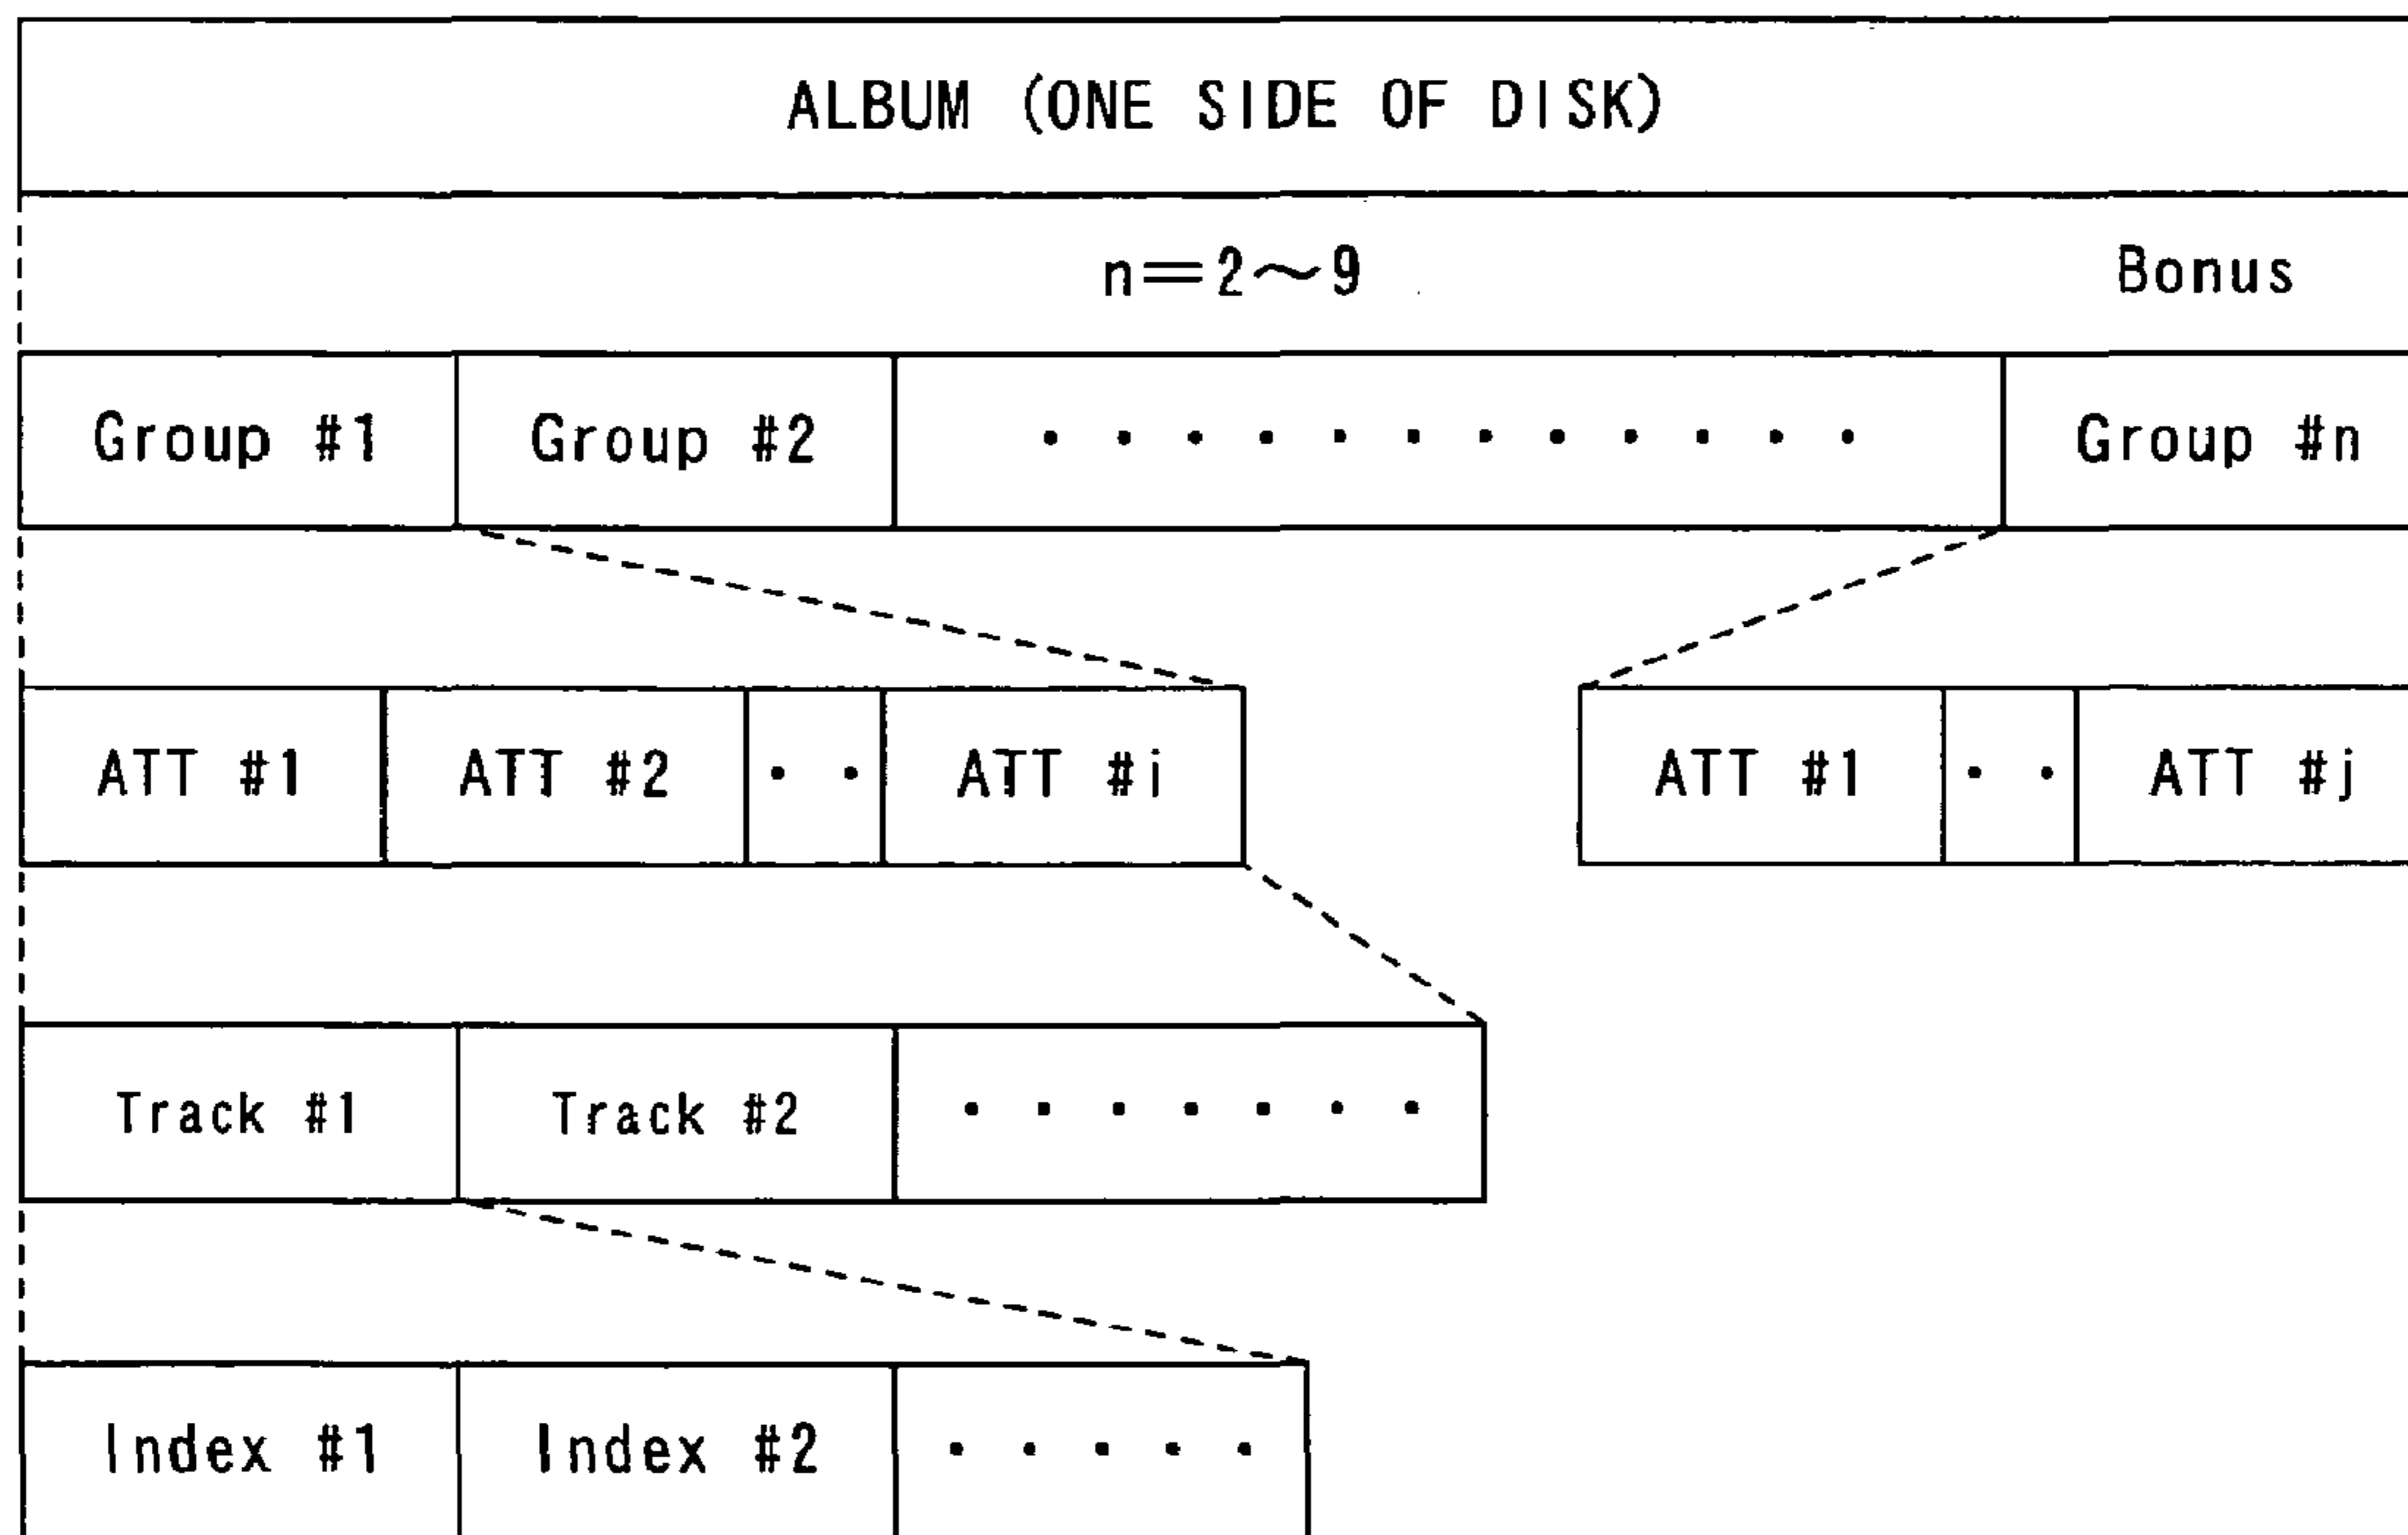 ALBUM (ONE SIDE OF DISK)
n=2～9 Bonus
Group #1 Group #2 ・・・・・・・・・・・・ Group #n
ATT #1 ATT #2 ・・ ATT #i ATT #1 ・・ ATT #j
Track #1 Track #2 ・・・・・・・
Index #1 Index #2 ・・・・・